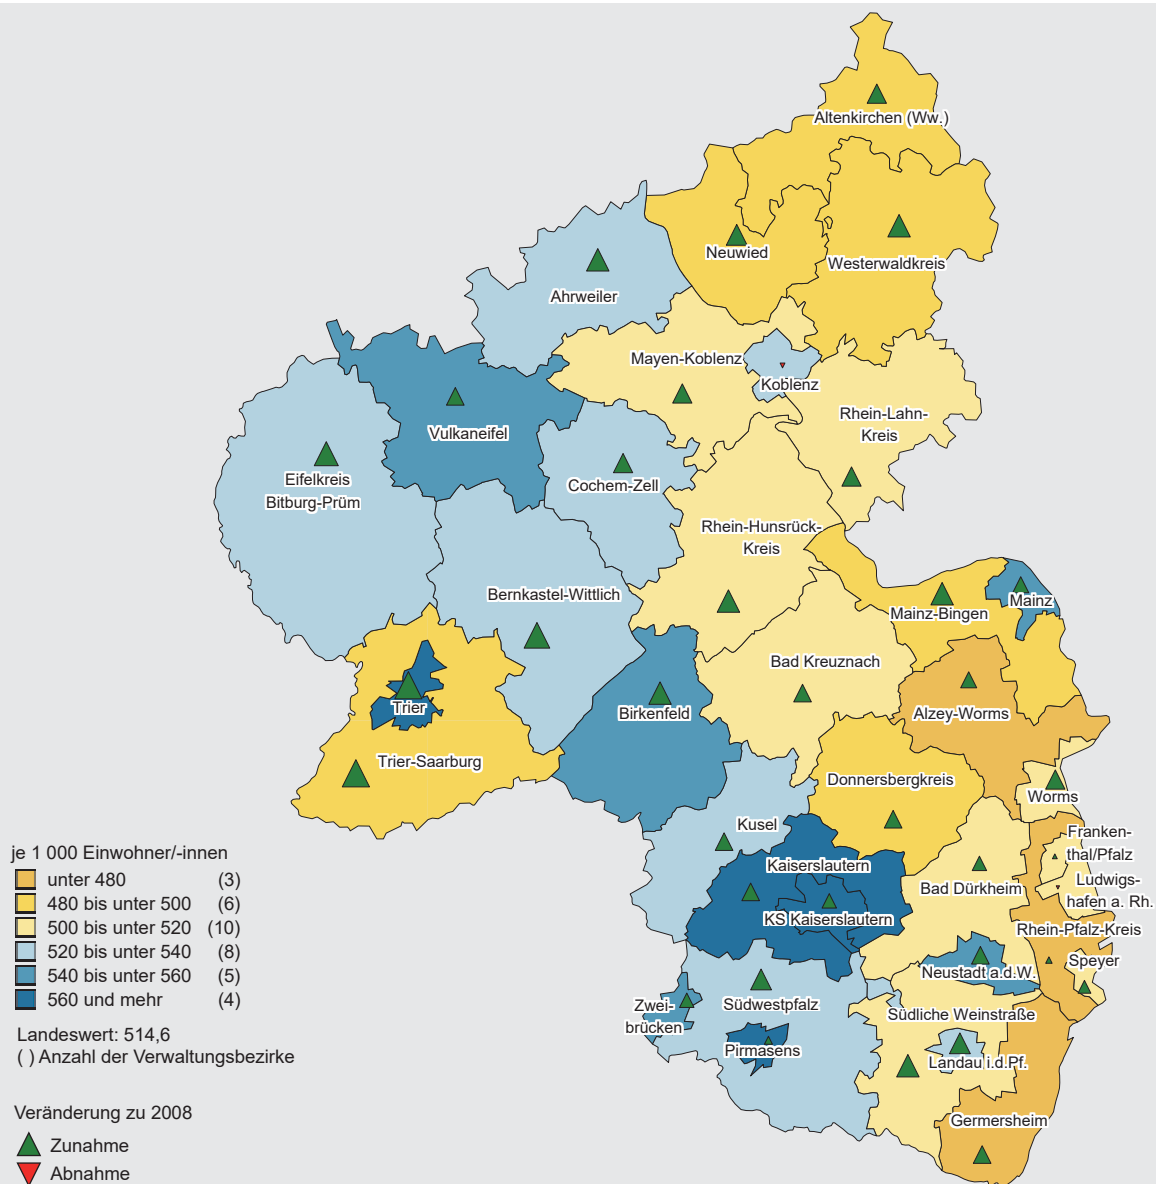 Altenkirchen (Ww.)
Neuwied
Westerwaldkreis
Ahrweiler
Mayen-Koblenz
Koblenz
Rhein-Lahn-
Kreis
Vulkaneifel
Eifelkreis
Bitburg-Prüm
Cochem-Zell
Rhein-Hunsrück-
Kreis
Bernkastel-Wittlich
Mainz-Bingen
Mainz
Bad Kreuznach
Trier
Birkenfeld
Alzey-Worms
Trier-Saarburg
Donnersbergkreis
Worms
Kusel
Franken-
thal/Pfalz
Kaiserslautern
Bad Dürkheim
Ludwigs-
hafen a. Rh.
KS Kaiserslautern
Rhein-Pfalz-Kreis
Neustadt a.d.W.
Speyer
Zwei-
brücken
Südwestpfalz
Südliche Weinstraße
Pirmasens
Landau i.d.Pf.
Germersheim
je 1 000 Einwohner/-innen
unter 480 (3)
480 bis unter 500 (6)
500 bis unter 520 (10)
520 bis unter 540 (8)
540 bis unter 560 (5)
560 und mehr (4)
Landeswert: 514,6
( ) Anzahl der Verwaltungsbezirke
Veränderung zu 2008
Zunahme
Abnahme